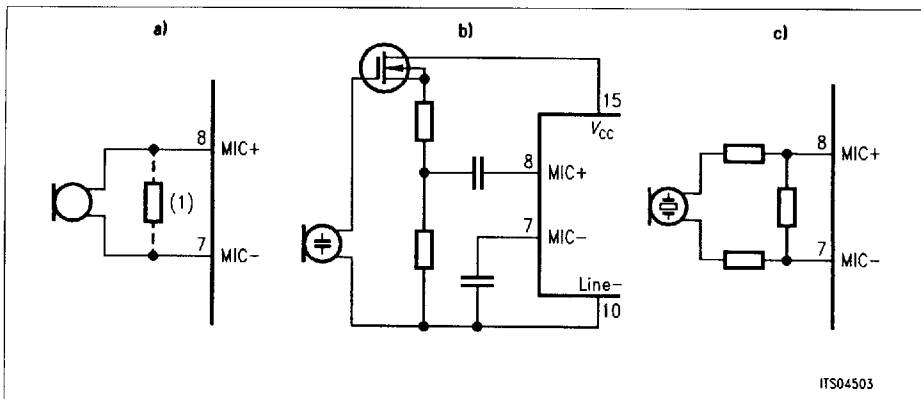 a)
8
MIC+
(1)
7
MIC-
b)
15
VCC
8
MIC+
7
MIC-
Line-
10
c)
8
MIC+
7
MIC-
ITS04503